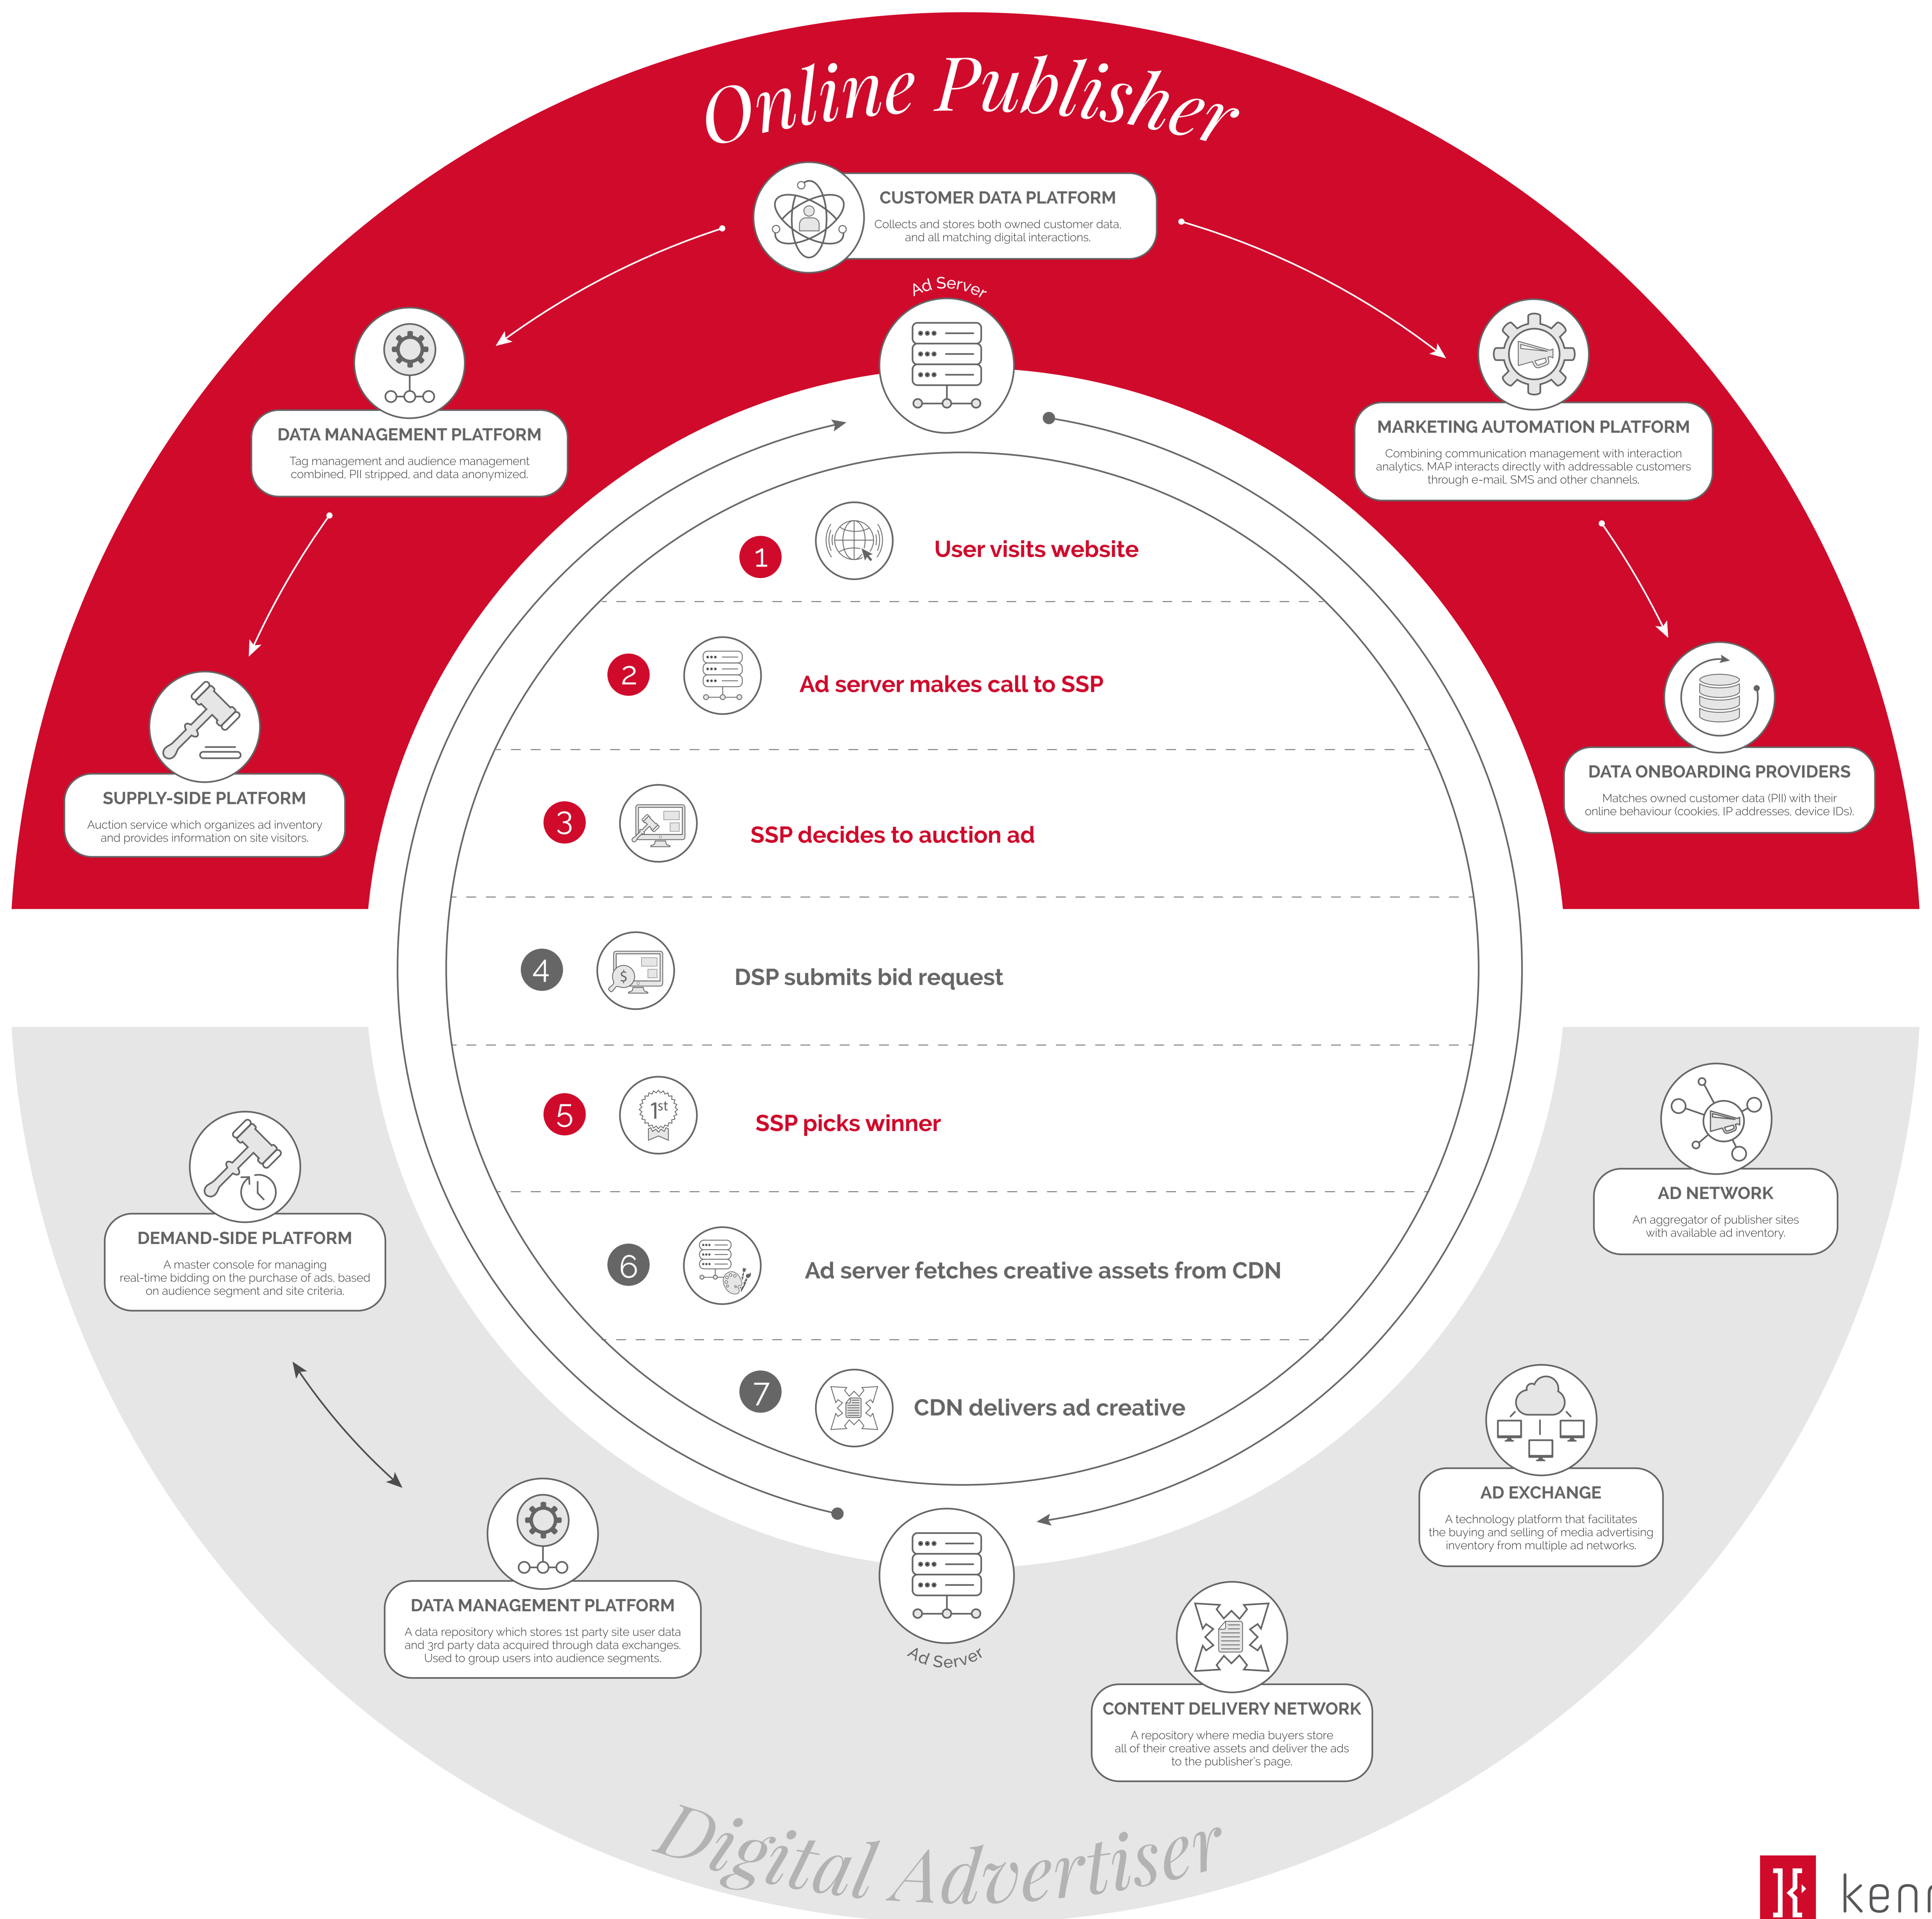 Online Publisher
CUSTOMER DATA PLATFORM
Collects and stores both owned customer data,
and all matching digital interactions.
Ad Server
DATA MANAGEMENT PLATFORM
Tag management and audience management
combined, PII stripped, and data anonymized.
MARKETING AUTOMATION PLATFORM
Combining communication management with interaction
analytics, MAP interacts directly with addressable customers
through e-mail, SMS and other channels.
SUPPLY-SIDE PLATFORM
Auction service which organizes ad inventory
and provides information on site visitors.
DATA ONBOARDING PROVIDERS
Matches owned customer data (PII) with their
online behaviour (cookies, IP addresses, device IDs).
1 User visits website
2 Ad server makes call to SSP
3 SSP decides to auction ad
4 $ DSP submits bid request
5 1st SSP picks winner
6 Ad server fetches creative assets from CDN
7 CDN delivers ad creative
DEMAND-SIDE PLATFORM
A master console for managing
real-time bidding on the purchase of ads, based
on audience segment and site criteria.
AD NETWORK
An aggregator of publisher sites
with available ad inventory.
DATA MANAGEMENT PLATFORM
A data repository which stores 1st party site user data
and 3rd party data acquired through data exchanges.
Used to group users into audience segments.
AD EXCHANGE
A technology platform that facilitates
the buying and selling of media advertising
inventory from multiple ad networks.
Ad Server
CONTENT DELIVERY NETWORK
A repository where media buyers store
all of their creative assets and deliver the ads
to the publisher's page.
Digital Advertiser